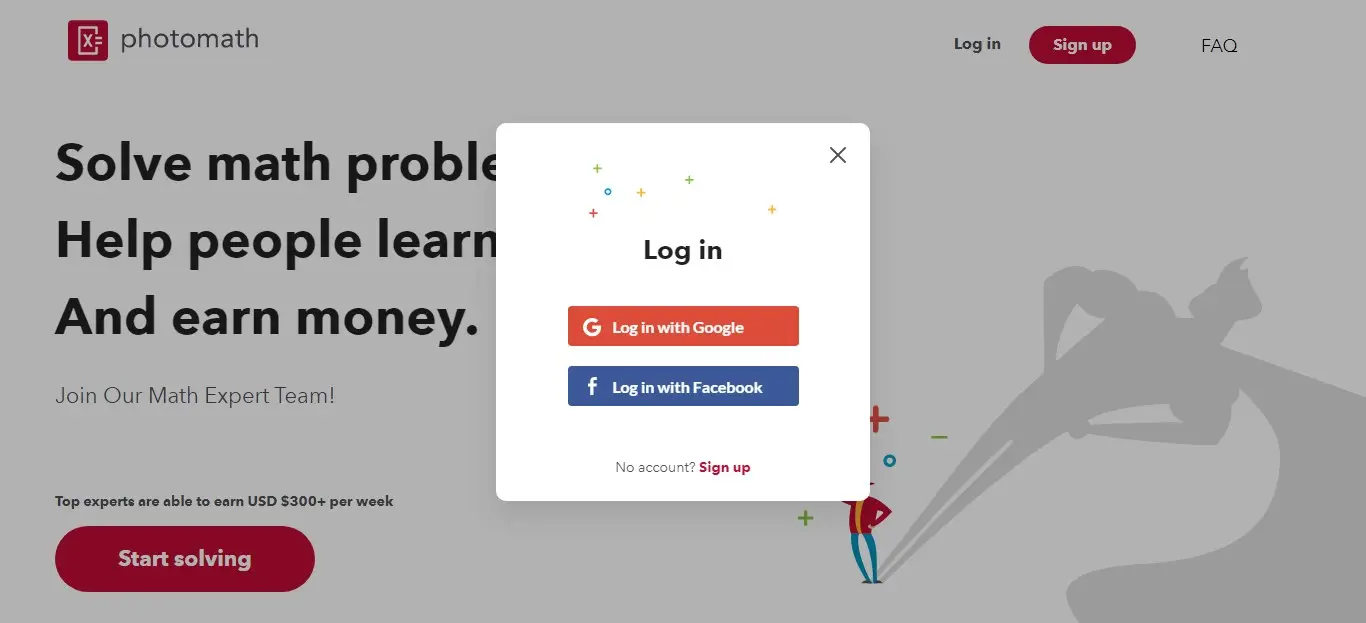 photomath
Log in
Sign up
FAQ
Solve math proble
Help people learn
And earn money.
Join Our Math Expert Team!
Top experts are able to earn USD $300+ per week
Start solving
Log in
Log in with Google
Log in with Facebook
No account? Sign up